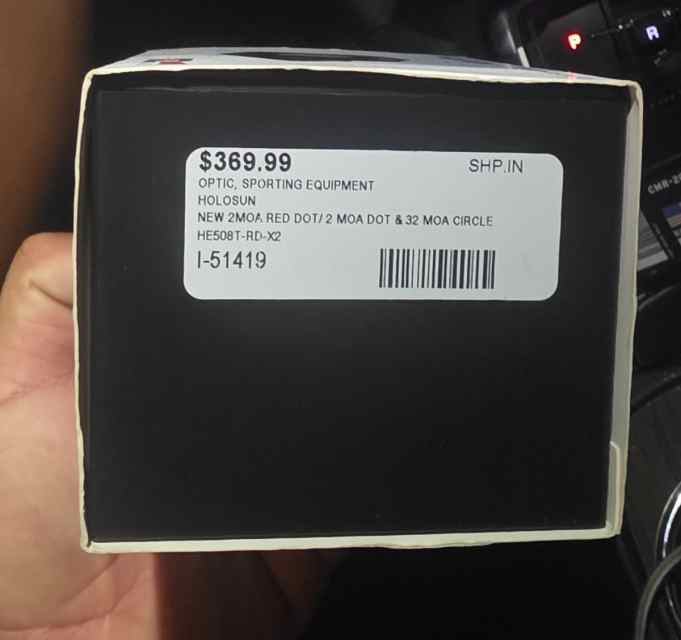 P R
$369.99 SHP.IN
OPTIC, SPORTING EQUIPMENT
HOLOSUN
NEW 2MOA RED DOT/ 2 MOA DOT & 32 MOA CIRCLE
HE508T-RD-X2
I-51419